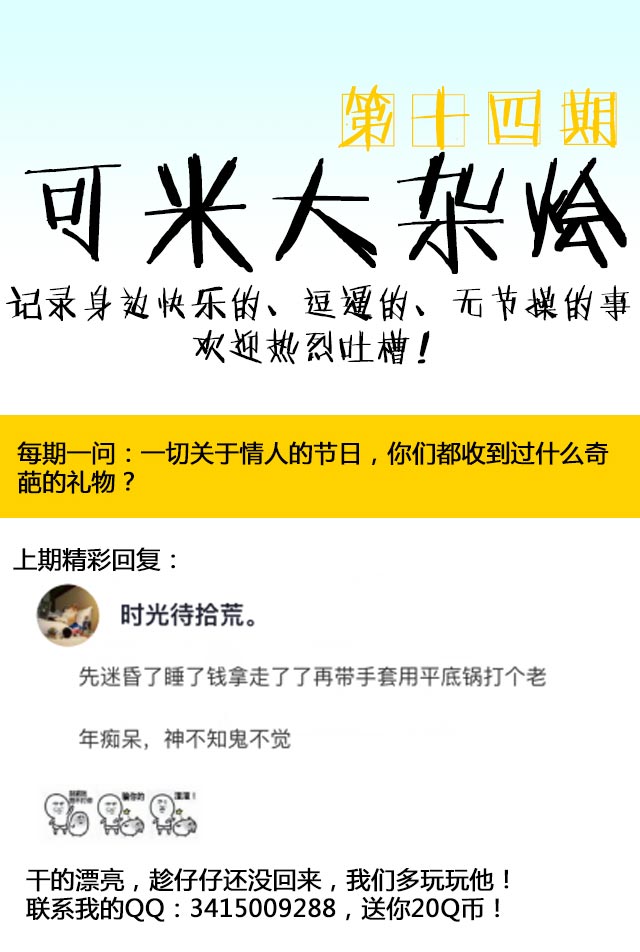 第十四期
可米大杂烩
记录身边快乐的、逗逼的、无节操的事
欢迎热烈吐槽！
每期一问：一切关于情人的节日，你们都收到过什么奇
葩的礼物？
上期精彩回复：
时光待拾荒。
先迷昏了睡了钱拿走了了再带手套用平底锅打个老
年痴呆，神不知鬼不觉
干的漂亮，趁仔仔还没回来，我们多玩玩他！
联系我的QQ：3415009288，送你20Q币！